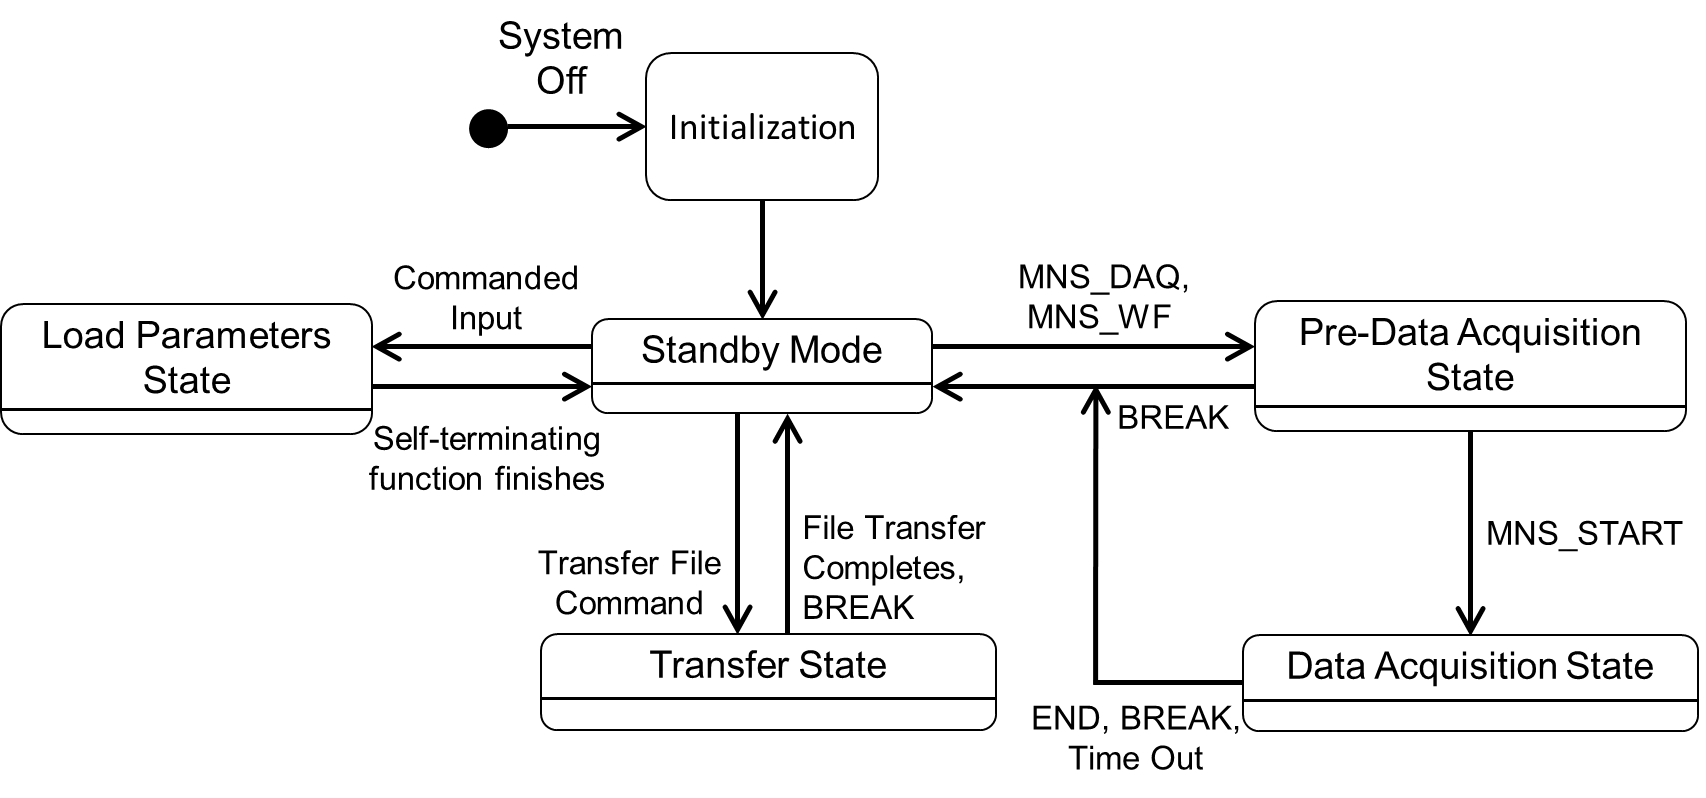 System
Off
Initialization
Commanded
Input
MNS_DAQ,
MNS_WF
Load Parameters
State
Standby Mode
Pre-Data Acquisition
State
BREAK
Self-terminating
function finishes
File Transfer
Completes,
BREAK
MNS_START
Transfer File
Command
Transfer State
Data Acquisition State
END, BREAK,
Time Out